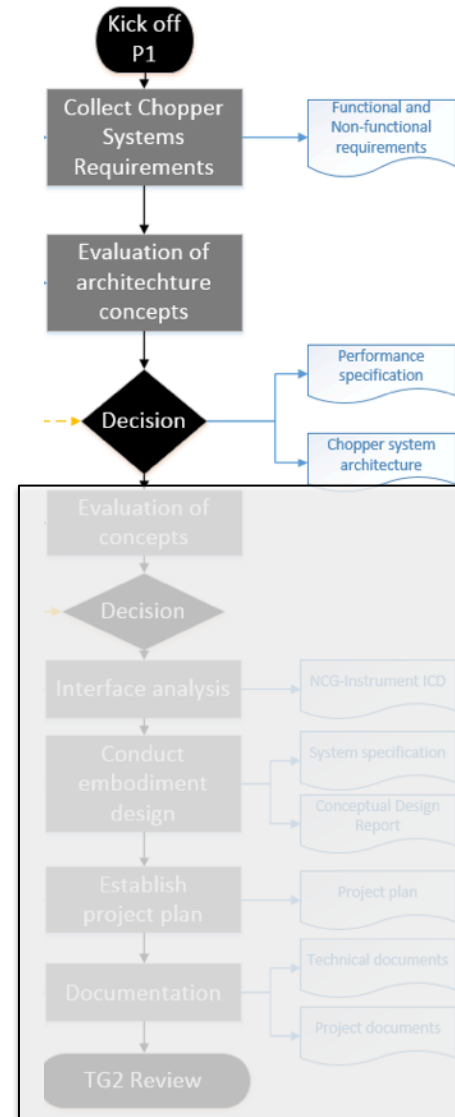 Kick off
P1
Collect Chopper
Systems
Requirements
Functional and
Non-functional
requirements
Evaluation of
architechture
concepts
Decision
Performance
specification
Chopper system
architecture
Evaluation of
concepts
Decision
Interface analysis
NCG-Instrument ICD
Conduct
embodiment
design
System specification
Conceptual Design
Report
Establish
project plan
Project plan
Documentation
Technical documents
Project documents
TG2 Review